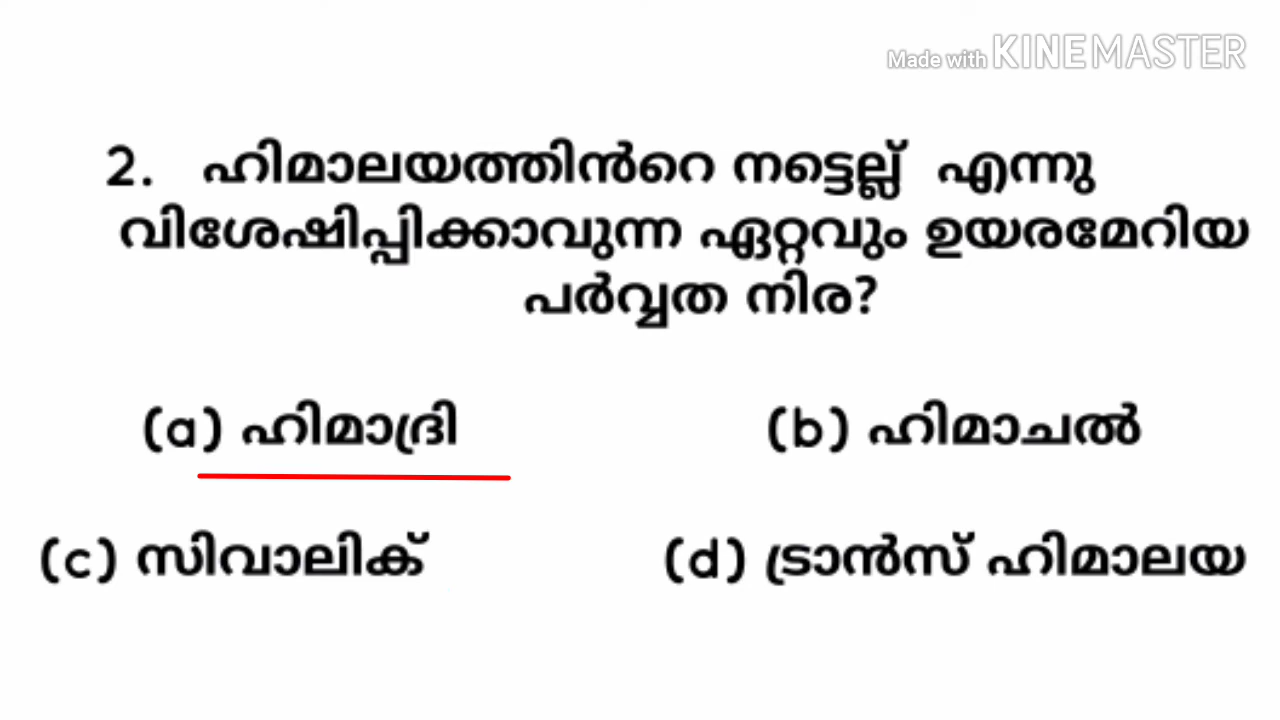 Made with KINEMASTER
2. ഹിമാലയത്തിൻറെ നട്ടെല്ല് എന്നു
വിശേഷിപ്പിക്കാവുന്ന ഏറ്റവും ഉയരമേറിയ
പർവ്വത നിര?
(a) ഹിമാദ്രി (b) ഹിമാചൽ
(c) സിവാലിക് (d) ട്രാൻസ് ഹിമാലയ